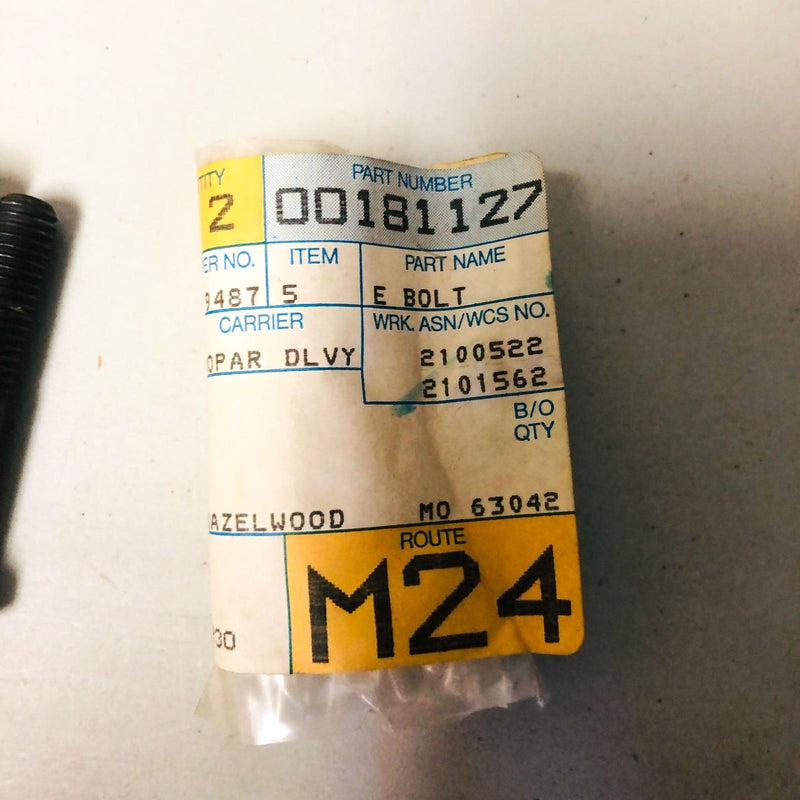 TITY PART NUMBER
2 00181127
ER NO. ITEM PART NAME
9487 5 E BOLT
CARRIER WRK. ASN/WCS NO.
OPAR DLVY 2100522
2101562
B/O
QTY
AZELWOOD MO 63042
ROUTE
M24
30